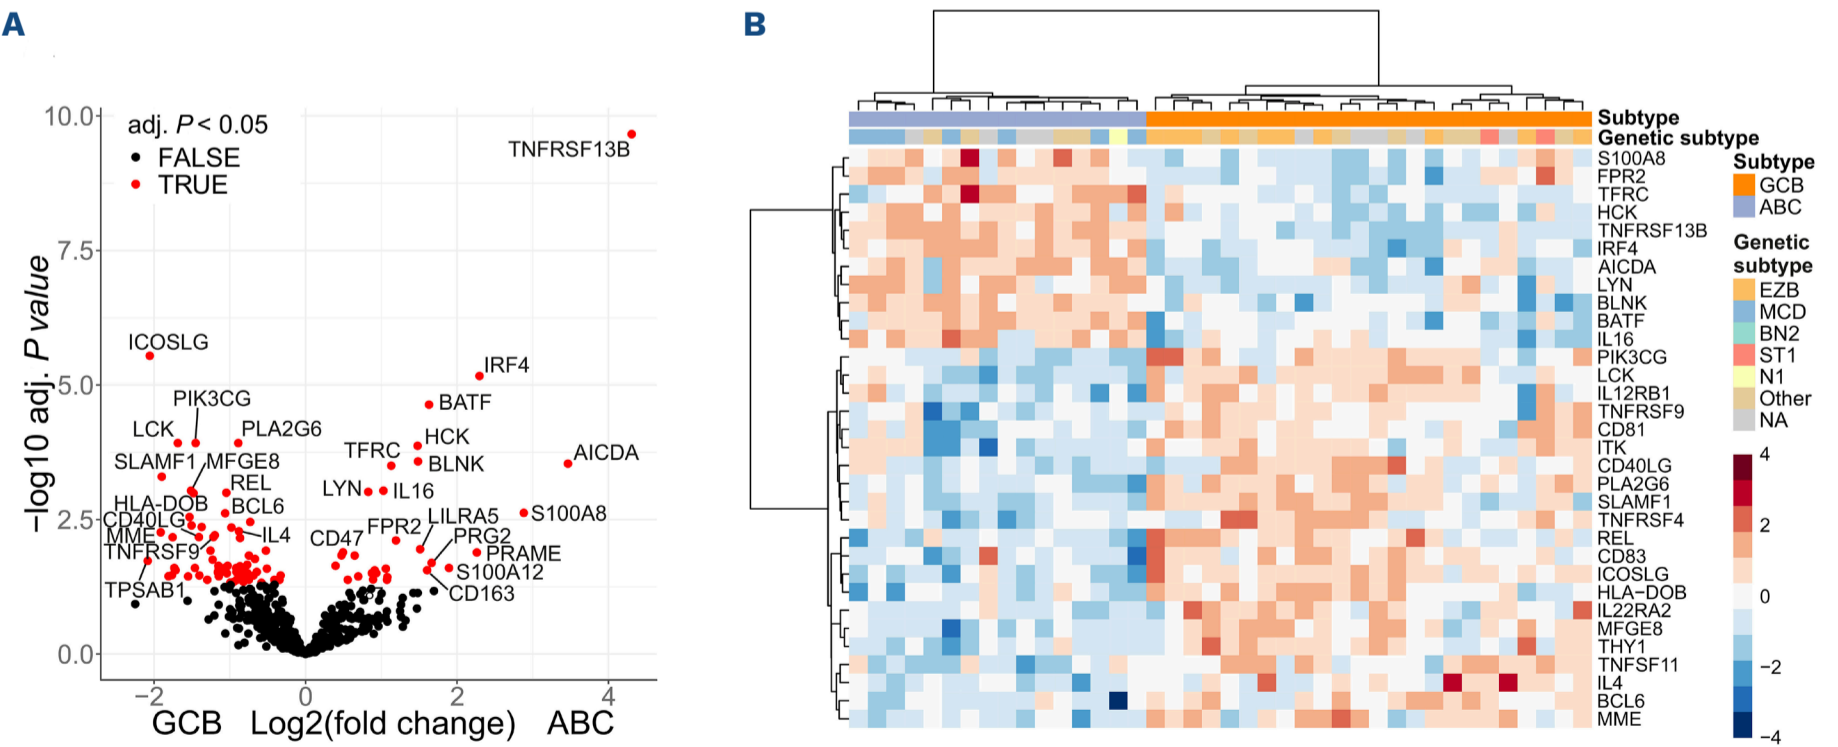 A
adj. P < 0.05
FALSE
TRUE
10.0
7.5
5.0
2.5
0.0
−log10 adj. P value
TNFRSF13B
ICOSLG
IRF4
PIK3CG
BATF
LCK
PLA2G6
HCK
TFRC
AICDA
SLAMF1
MFGE8
BLNK
REL
LYN
IL16
HLA−DOB
BCL6
LILRA5
S100A8
CD40LG
FPR2
PRG2
MME
IL4
CD47
TNFRSF9
PRAME
S100A12
TPSAB1
CD163
−2
0
2
4
GCB
Log2(fold change)
ABC
B
Subtype
Genetic subtype
S100A8
FPR2
TFRC
HCK
TNFRSF13B
IRF4
AICDA
LYN
BLNK
BATF
IL16
PIK3CG
LCK
IL12RB1
TNFRSF9
CD81
ITK
CD40LG
PLA2G6
SLAMF1
TNFRSF4
REL
CD83
ICOSLG
HLA−DOB
IL22RA2
MFGE8
THY1
TNFSF11
IL4
BCL6
MME
Subtype
GCB
ABC
Genetic
subtype
EZB
MCD
BN2
ST1
N1
Other
NA
4
2
0
−2
−4